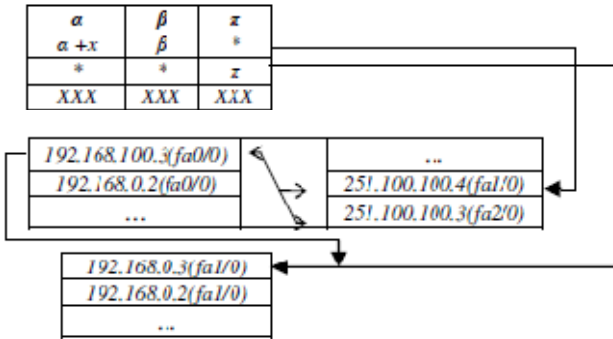 α β z
α +x β *
* * z
XXX XXX XXX
192.168.100.3(fa0/0) ...
192.168.0.2(fa0/0) 25!.100.100.4(fa1/0)
... 25!.100.100.3(fa2/0)
192.168.0.3(fa1/0)
192.168.0.2(fa1/0)
...